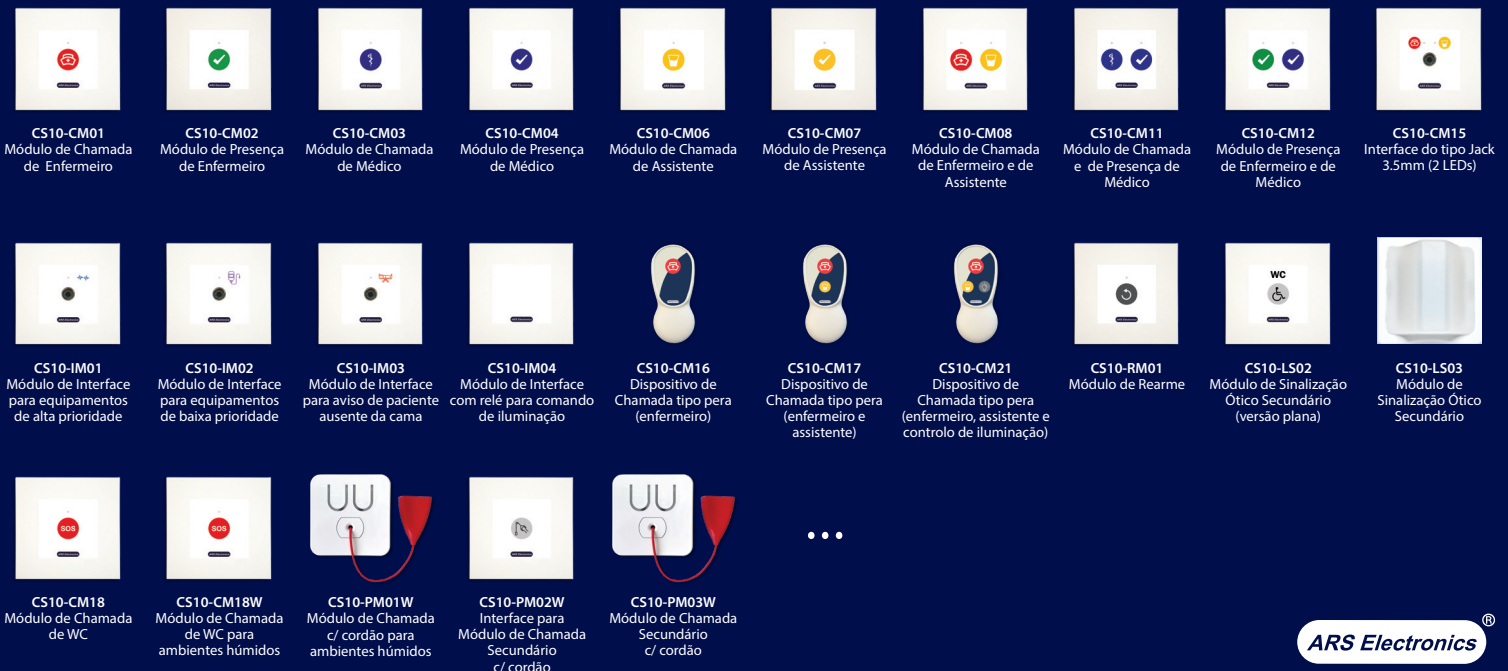 CS10-CM01
Módulo de Chamada
de Enfermeiro
CS10-CM02
Módulo de Presença
de Enfermeiro
CS10-CM03
Módulo de Chamada
de Médico
CS10-CM04
Módulo de Presença
de Médico
CS10-CM06
Módulo de Chamada
de Assistente
CS10-CM07
Módulo de Presença
de Assistente
CS10-CM08
Módulo de Chamada
de Enfermeiro e de
Assistente
CS10-CM11
Módulo de Chamada
e de Presença de
Médico
CS10-CM12
Módulo de Presença
de Enfermeiro e de
Médico
CS10-CM15
Interface do tipo Jack
3.5mm (2 LEDs)
CS10-IM01
Módulo de Interface
para equipamentos
de alta prioridade
CS10-IM02
Módulo de Interface
para equipamentos
de baixa prioridade
CS10-IM03
Módulo de Interface
para aviso de paciente
ausente da cama
CS10-IM04
Módulo de Interface
com relé para comando
de iluminação
CS10-CM16
Dispositivo de
Chamada tipo pera
(enfermeiro)
CS10-CM17
Dispositivo de
Chamada tipo pera
(enfermeiro e
assistente)
CS10-CM21
Dispositivo de
Chamada tipo pera
(enfermeiro, assistente e
controlo de iluminação)
CS10-RM01
Módulo de Rearme
WC
CS10-LS02
Módulo de Sinalização
Ótico Secundário
(versão plana)
CS10-LS03
Módulo de
Sinalização Ótico
Secundário
SOS
CS10-CM18
Módulo de Chamada
de WC
SOS
CS10-CM18W
Módulo de Chamada
de WC para
ambientes húmidos
CS10-PM01W
Módulo de Chamada
c/ cordão para
ambientes húmidos
CS10-PM02W
Interface para
Módulo de Chamada
Secundário
c/ cordão
CS10-PM03W
Módulo de Chamada
Secundário
c/ cordão
...
ARS Electronics ®